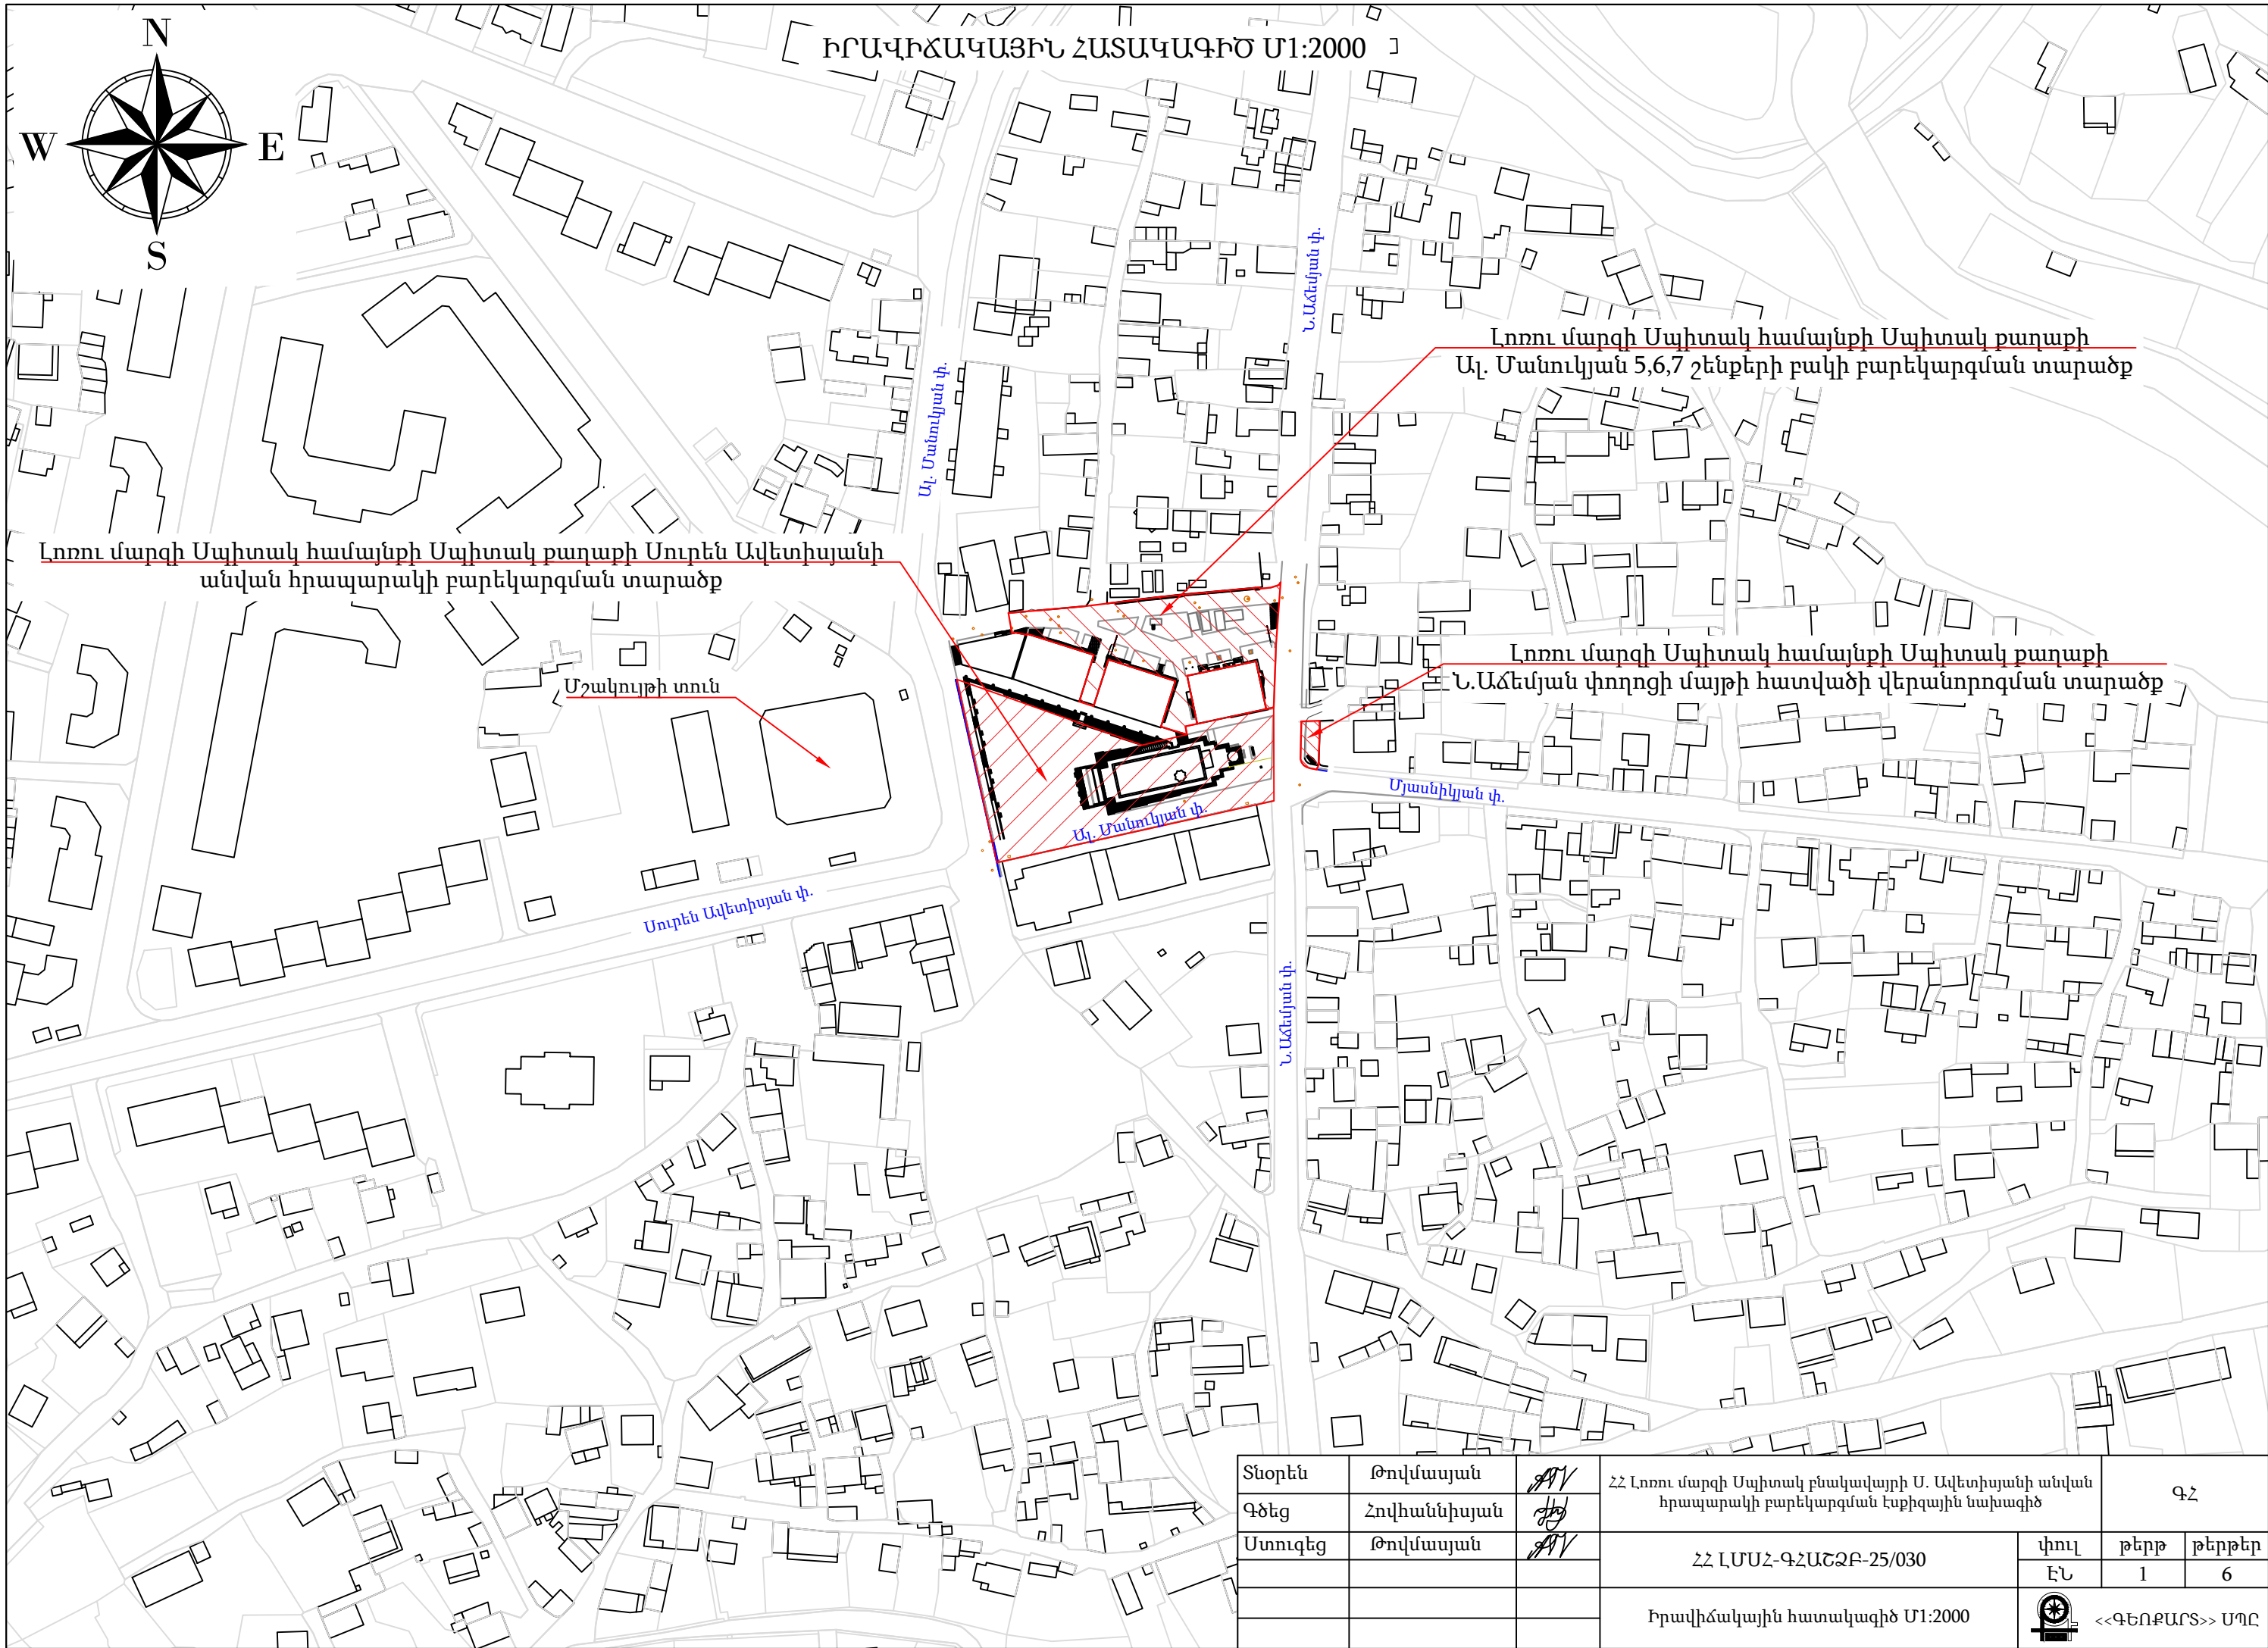 ԻՐԱՎԻՃԱԿԱՅԻՆ ՀԱՏԱԿԱԳԻԾ Մ1:2000
N
W
E
S
Ն.Աճեմյան փ.
Լոռու մարզի Սպիտակ համայնքի Սպիտակ քաղաքի
Ալ. Մանուկյան 5,6,7 շենքերի բակի բարեկարգման տարածք
Ալ. Մանուկյան փ.
Լոռու մարզի Սպիտակ համայնքի Սպիտակ քաղաքի Սուրեն Ավետիսյանի
անվան հրապարակի բարեկարգման տարածք
Լոռու մարզի Սպիտակ համայնքի Սպիտակ քաղաքի
Ն.Աճեմյան փողոցի մայթի հատվածի վերանորոգման տարածք
Մշակույթի տուն
Մյասնիկյան փ.
Ալ. Մանուկյան փ.
Սուրեն Ավետիսյան փ.
Ն.Աճեմյան փ.
Տնօրեն Թովմասյան
Գծեց Հովհաննիսյան
Ստուգեց Թովմասյան
ՀՀ Լոռու մարզի Սպիտակ բնակավայրի Ս. Ավետիսյանի անվան
հրապարակի բարեկարգման էսքիզային նախագիծ
ԳՀ
ՀՀ ԼՄՍՀ-ԳՀԱՇՁԲ-25/030
փուլ թերթ թերթեր
ԷՆ 1 6
Իրավիճակային հատակագիծ Մ1:2000
<<ԳԵՈՔԱՐՏ>> ՍՊԸ